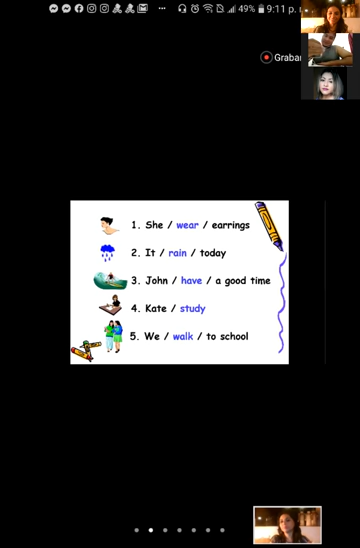 49% 9:11 p.
Graba
1. She / wear / earrings
2. It / rain / today
3. John / have / a good time
4. Kate / study
5. We / walk / to school